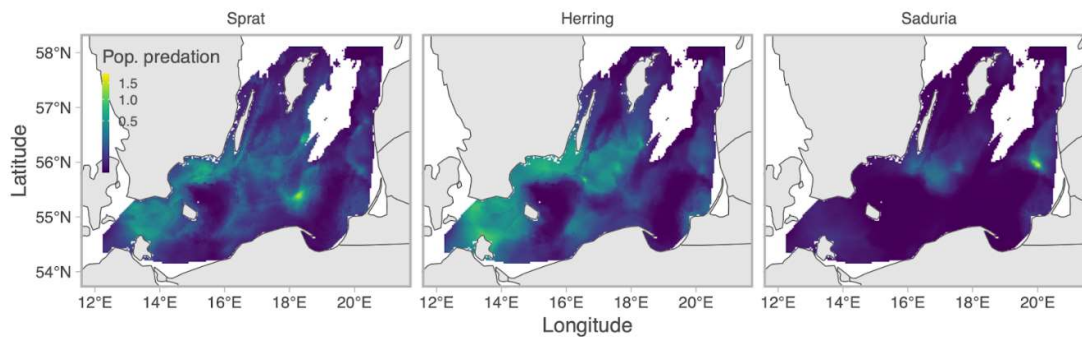 Sprat Herring Saduria
Pop. predation
1.5
1.0
0.5
58°N
57°N
56°N
55°N
54°N
Latitude
12°E 14°E 16°E 18°E 20°E 12°E 14°E 16°E 18°E 20°E 12°E 14°E 16°E 18°E 20°E
Longitude